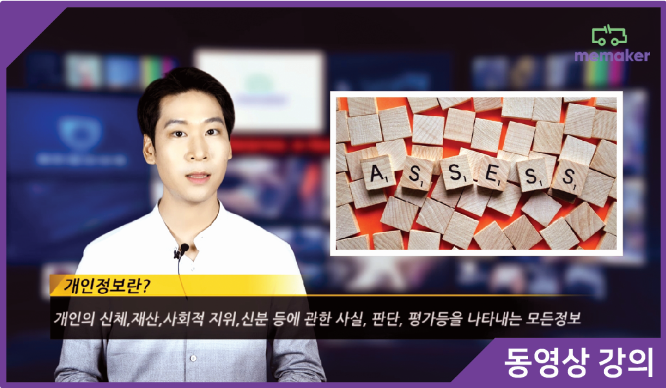 memaker
ASSESS
개인정보란?
개인의 신체,재산,사회적 지위,신분 등에 관한 사실, 판단, 평가등을 나타내는 모든정보
동영상 강의